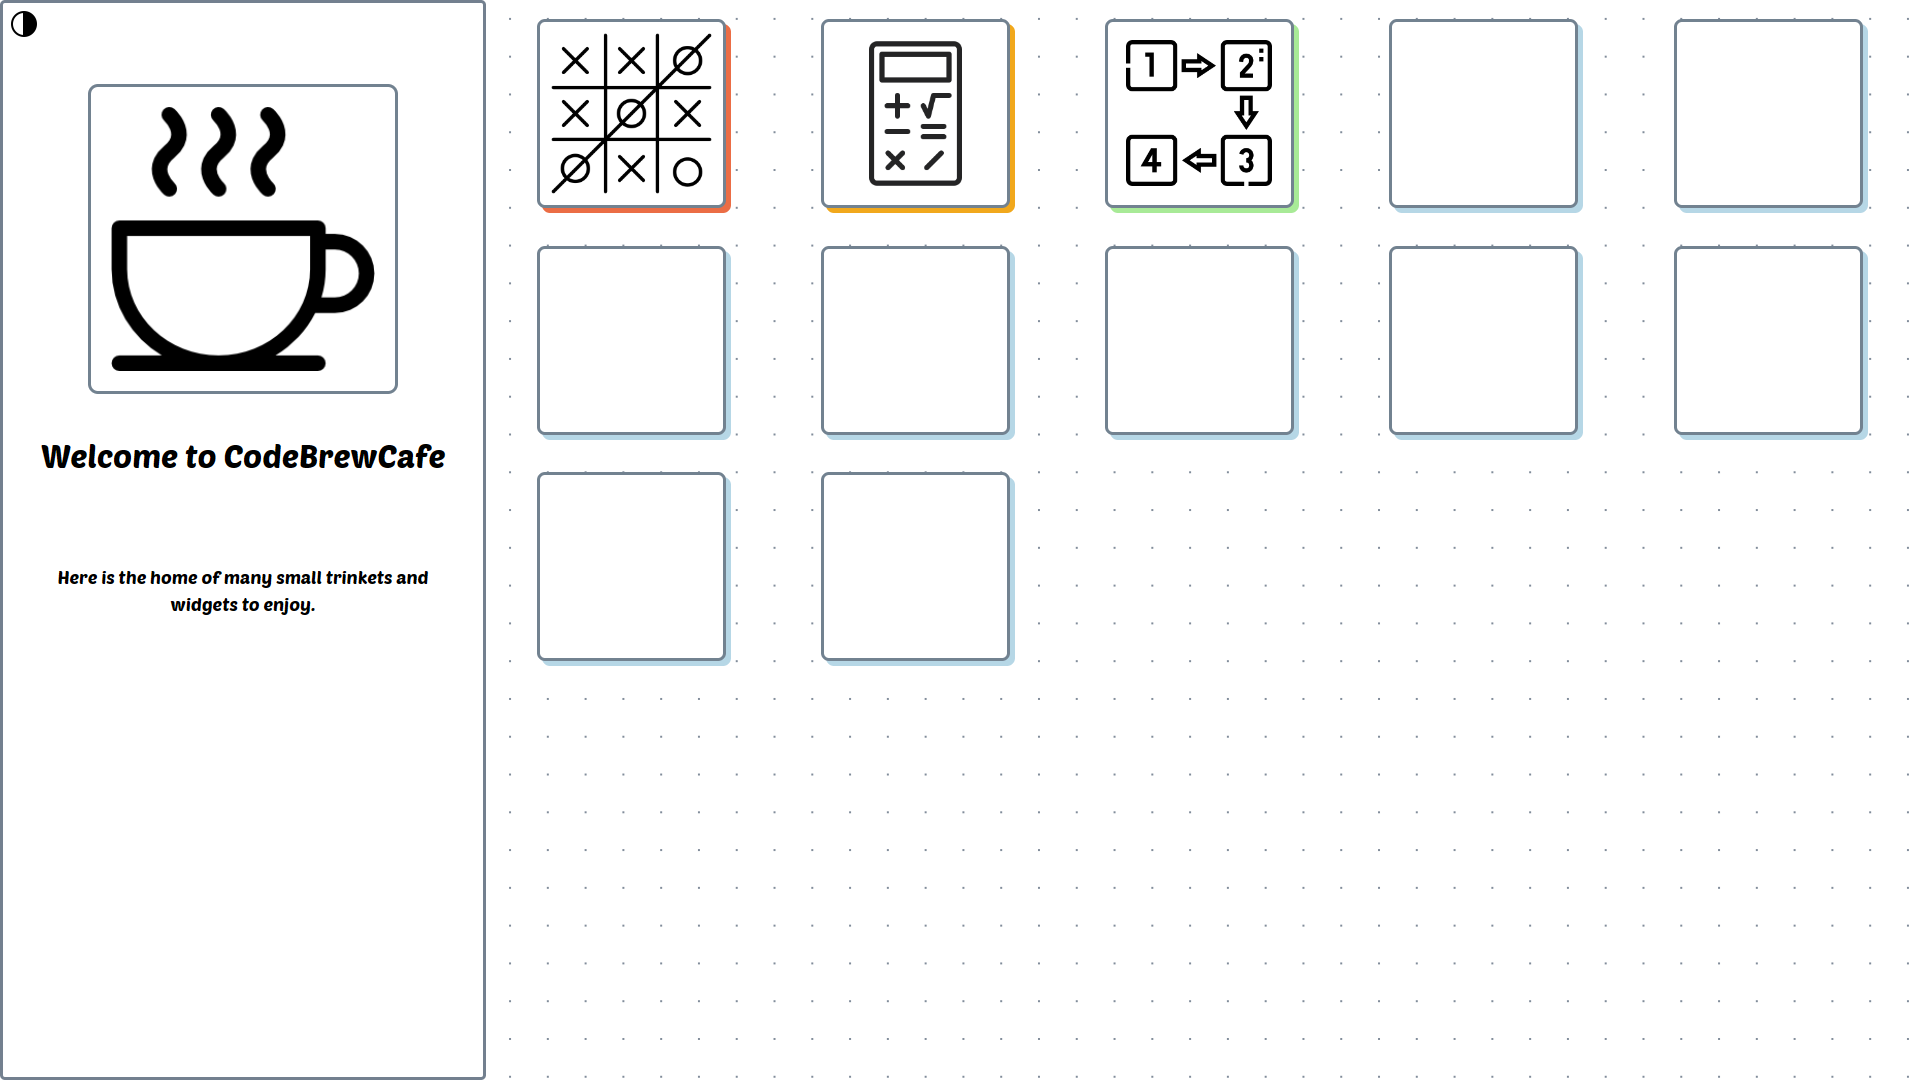 Welcome to CodeBrewCafe
Here is the home of many small trinkets and
widgets to enjoy.
1 2
4 3